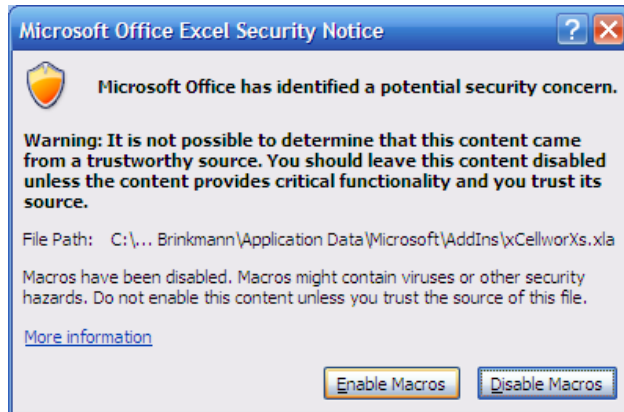 Microsoft Office Excel Security Notice
Microsoft Office has identified a potential security concern.
Warning: It is not possible to determine that this content came
from a trustworthy source. You should leave this content disabled
unless the content provides critical functionality and you trust its
source.
File Path: C:\... Brinkmann\Application Data\Microsoft\AddIns\xCellworXs.xla
Macros have been disabled. Macros might contain viruses or other security
hazards. Do not enable this content unless you trust the source of this file.
More information
Enable Macros Disable Macros